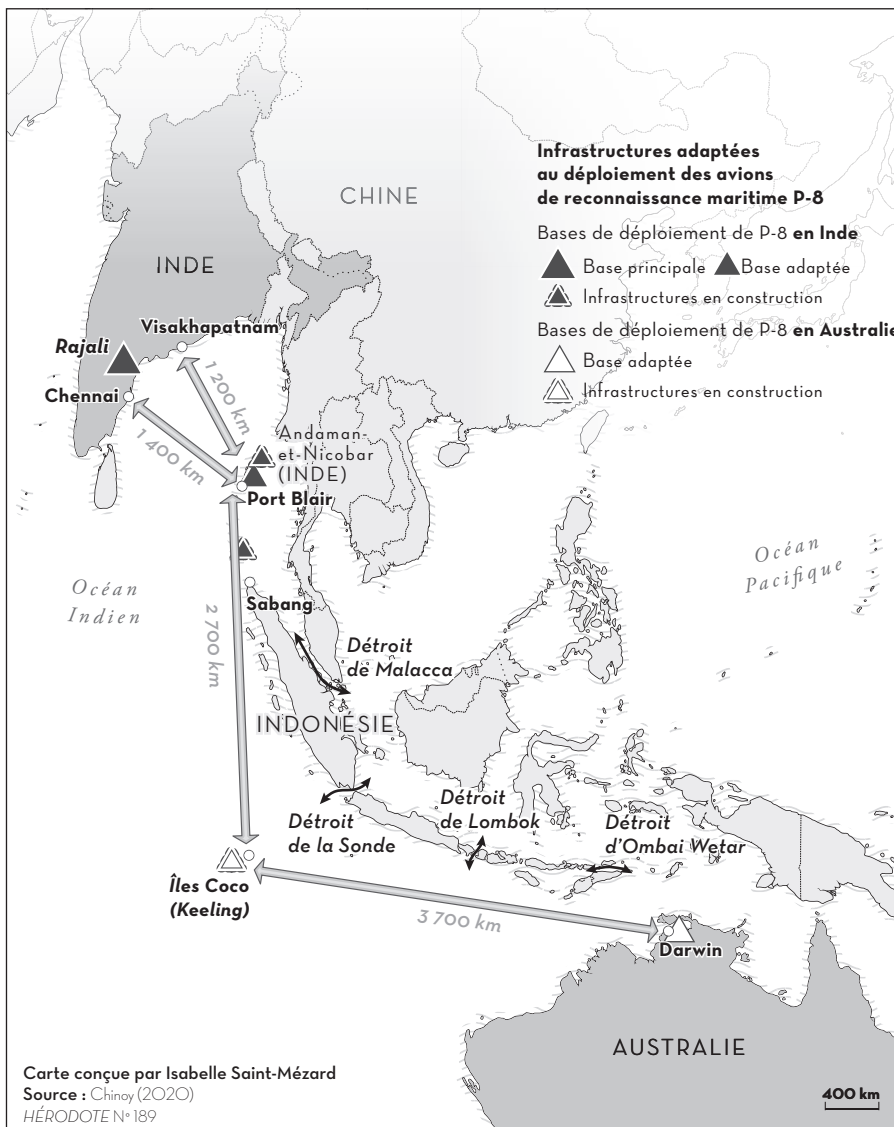 Infrastructures adaptées
au déploiement des avions
de reconnaissance maritime P-8
Bases de déploiement de P-8 en Inde
Base principale Base adaptée
Infrastructures en construction
Bases de déploiement de P-8 en Australie
Base adaptée
Infrastructures en construction
CHINE
INDE
Visakhapatnam
Rajali
Chennai
1 200 km
1 400 km
Andaman-
et-Nicobar
(INDE)
Port Blair
Océan
Pacifique
Océan
Indien
Sabang
2 700 km
Détroit
de Malacca
INDONÉSIE
Détroit
de la Sonde
Détroit
de Lombok
Détroit
d'Ombai Wetar
Îles Coco
(Keeling)
3 700 km
Darwin
AUSTRALIE
Carte conçue par Isabelle Saint-Mézard
Source : Chinoy (2020)
HÉRODOTE N° 189
400 km